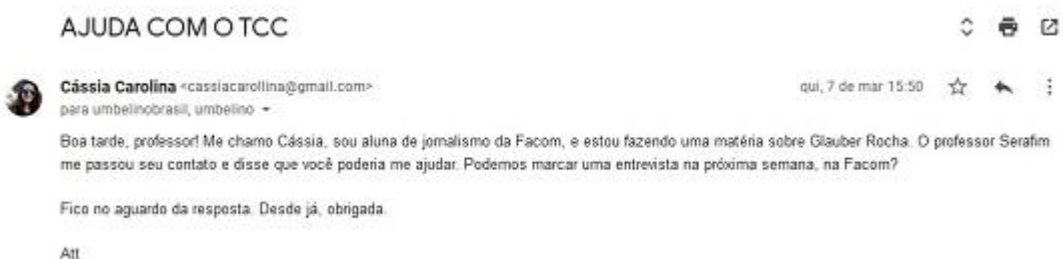 AJUDA COM O TCC
Cássia Carolina <cassiacarollina@gmail.com>
qui, 7 de mar 15:50
para umbelinobrasil, umbelino
Boa tarde, professor! Me chamo Cássia, sou aluna de jornalismo da Facom, e estou fazendo uma matéria sobre Glauber Rocha. O professor Serafim
me passou seu contato e disse que você poderia me ajudar. Podemos marcar uma entrevista na próxima semana, na Facom?
Fico no aguardo da resposta. Desde já, obrigada.
Att